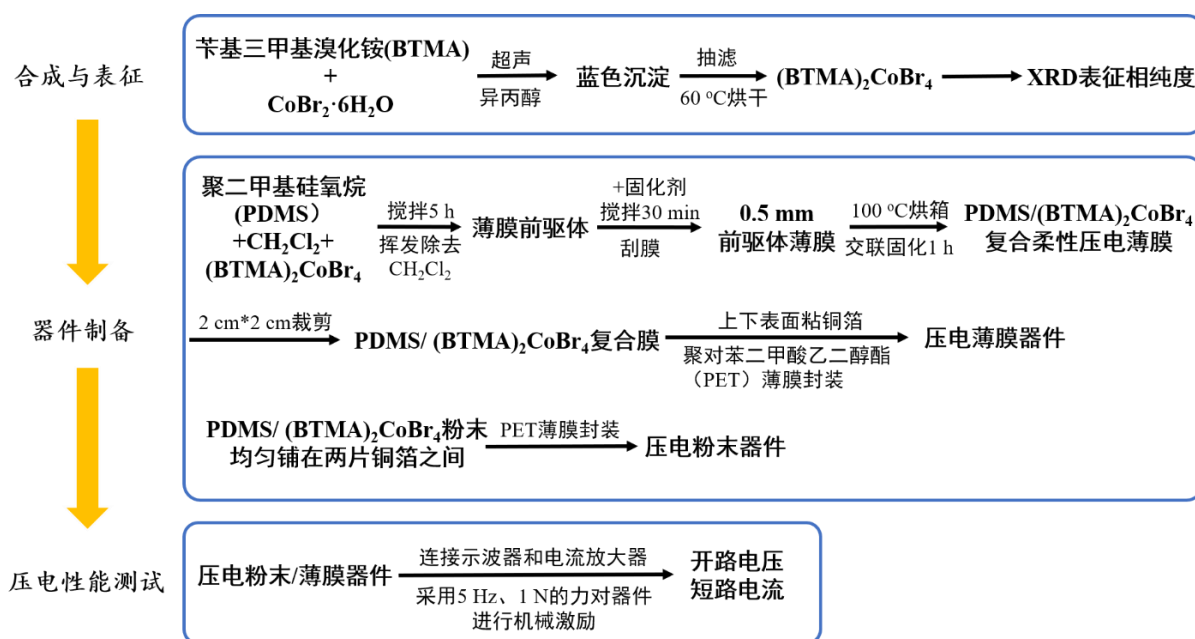 合成与表征
苄基三甲基溴化铵(BTMA)
+
CoBr₂·6H₂O
超声
异丙醇
蓝色沉淀
抽滤
60 °C烘干
(BTMA)₂CoBr₄
XRD表征相纯度
器件制备
聚二甲基硅氧烷
(PDMS）
+CH₂Cl₂+
(BTMA)₂CoBr₄
搅拌5 h
挥发除去
CH₂Cl₂
薄膜前驱体
+固化剂
搅拌30 min
刮膜
0.5 mm
前驱体薄膜
100 °C烘箱
交联固化1 h
PDMS/(BTMA)₂CoBr₄
复合柔性压电薄膜
2 cm*2 cm裁剪
PDMS/ (BTMA)₂CoBr₄复合膜
上下表面粘铜箔
聚对苯二甲酸乙二醇酯
（PET）薄膜封装
压电薄膜器件
PDMS/ (BTMA)₂CoBr₄粉末
均匀铺在两片铜箔之间
PET薄膜封装
压电粉末器件
压电性能测试
压电粉末/薄膜器件
连接示波器和电流放大器
采用5 Hz、1 N的力对器件
进行机械激励
开路电压
短路电流